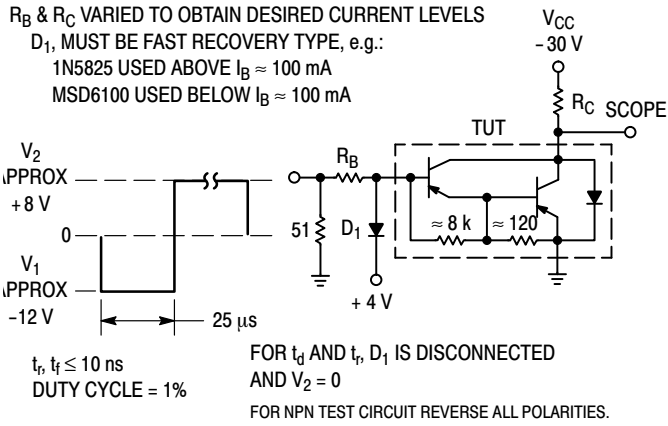 R_B & R_C VARIED TO OBTAIN DESIRED CURRENT LEVELS
D_1, MUST BE FAST RECOVERY TYPE, e.g.:
1N5825 USED ABOVE I_B ≈ 100 mA
MSD6100 USED BELOW I_B ≈ 100 mA
V_CC
−30 V
R_C
SCOPE
TUT
V_2
PPROX
+8 V
0
V_1
PPROX
−12 V
25 μs
R_B
51
D_1
≈ 8 k
≈ 120
+ 4 V
t_r, t_f ≤ 10 ns
DUTY CYCLE = 1%
FOR t_d AND t_r, D_1 IS DISCONNECTED
AND V_2 = 0
FOR NPN TEST CIRCUIT REVERSE ALL POLARITIES.